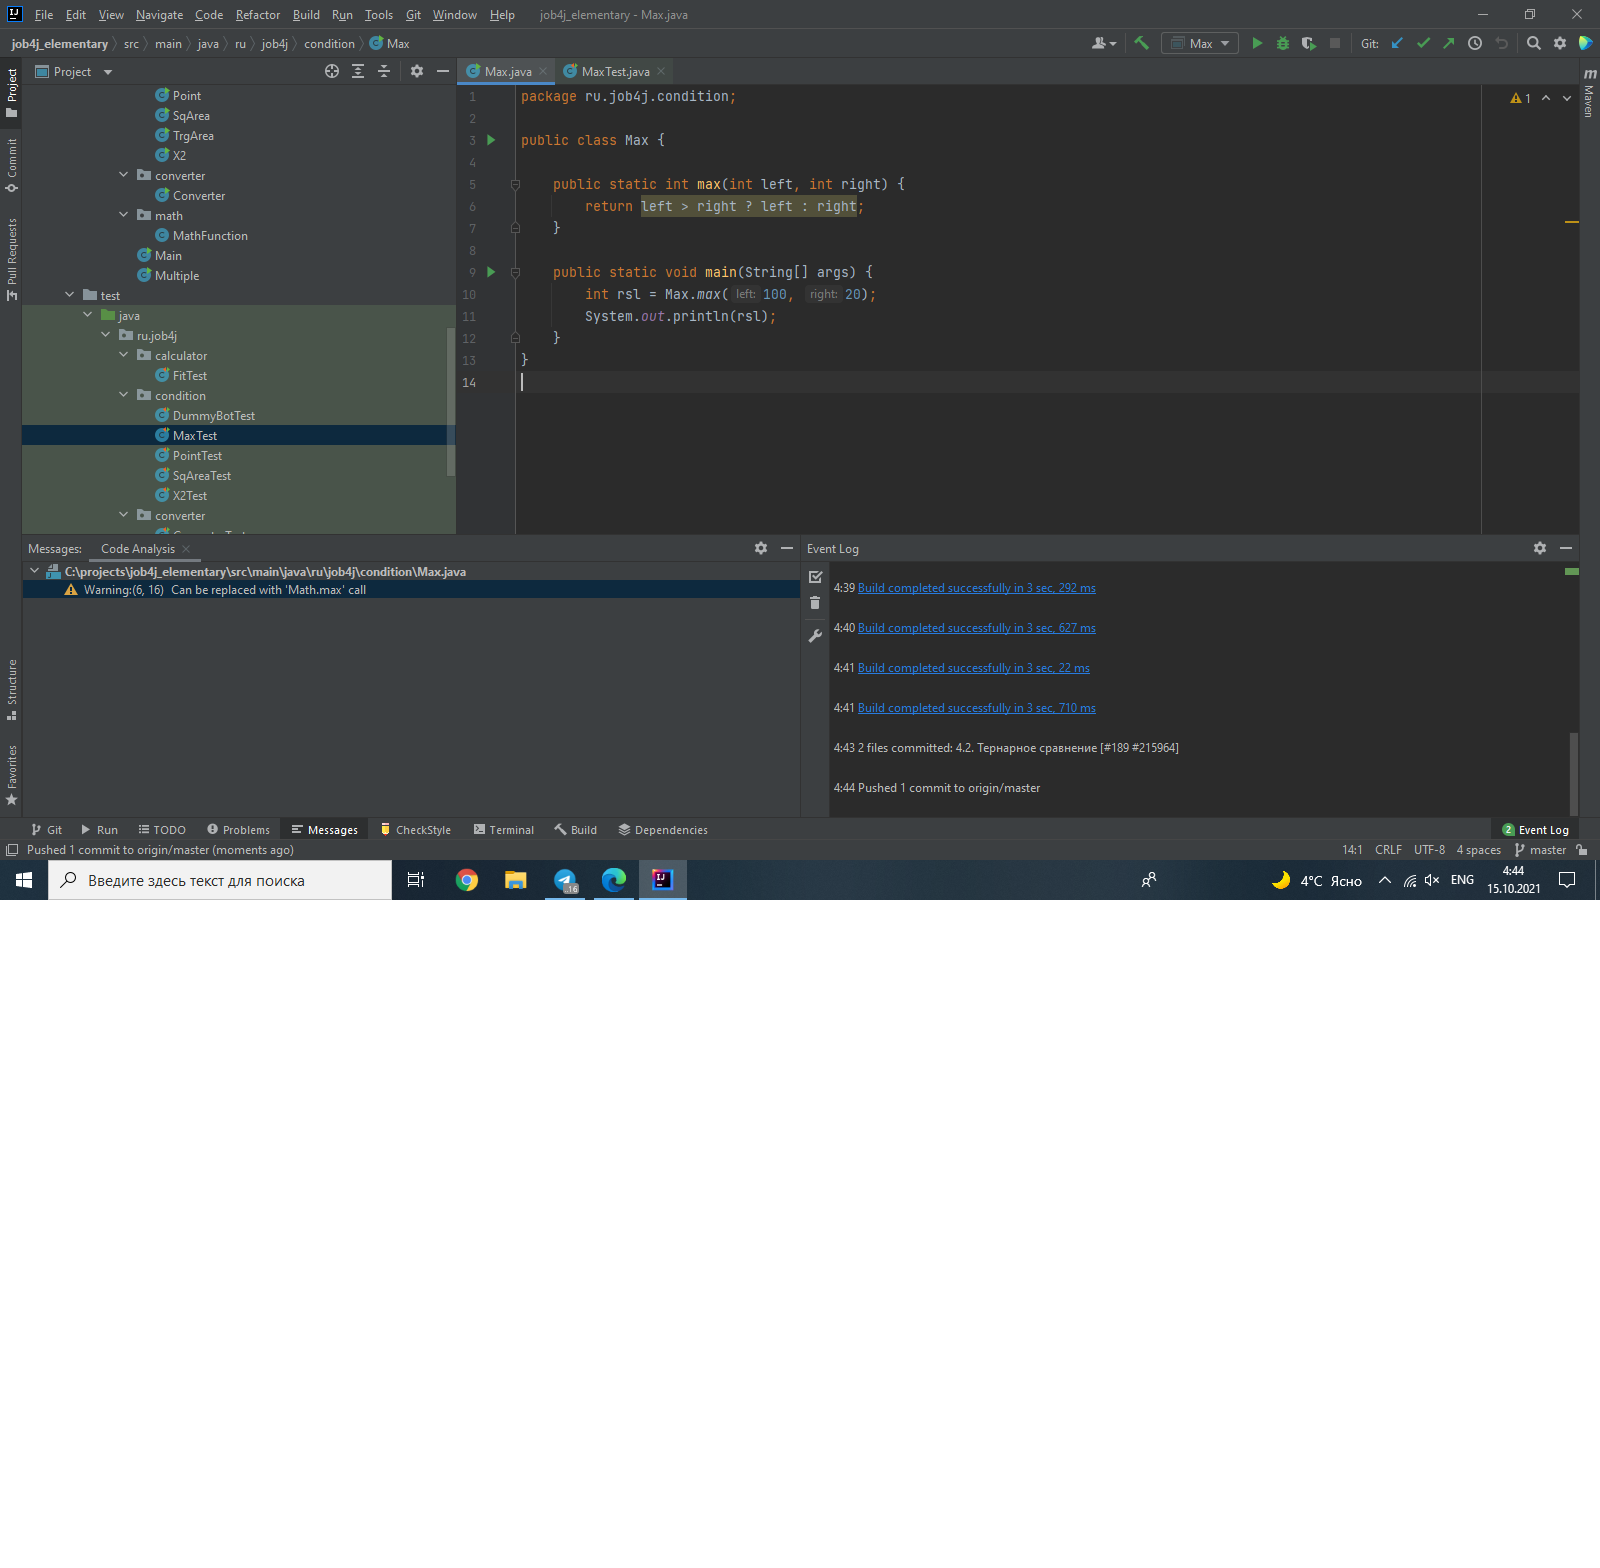 File Edit View Navigate Code Refactor Build Run Tools Git Window Help job4j_elementary - Max.java
job4j_elementary src main java ru job4j condition Max
Max
Git:
Project
Max.java
MaxTest.java
Project
Commit
Pull Requests
Structure
Favorites
Maven
Point
SqArea
TrgArea
X2
converter
Converter
math
MathFunction
Main
Multiple
test
java
ru.job4j
calculator
FitTest
condition
DummyBotTest
MaxTest
PointTest
SqAreaTest
X2Test
converter
1 package ru.job4j.condition;
2
3 public class Max {
4
5 public static int max(int left, int right) {
6 return left > right ? left : right;
7 }
8
9 public static void main(String[] args) {
10 int rsl = Max.max( left: 100, right: 20);
11 System.out.println(rsl);
12 }
13 }
14
1
Messages: Code Analysis
C:\projects\job4j_elementary\src\main\java\ru\job4j\condition\Max.java
Warning:(6, 16) Can be replaced with 'Math.max' call
Event Log
4:39 Build completed successfully in 3 sec, 292 ms
4:40 Build completed successfully in 3 sec, 627 ms
4:41 Build completed successfully in 3 sec, 22 ms
4:41 Build completed successfully in 3 sec, 710 ms
4:43 2 files committed: 4.2. Тернарное сравнение [#189 #215964]
4:44 Pushed 1 commit to origin/master
Git Run TODO Problems Messages CheckStyle Terminal Build Dependencies
2 Event Log
Pushed 1 commit to origin/master (moments ago)
14:1 CRLF UTF-8 4 spaces master
Введите здесь текст для поиска
..16
4°C Ясно
ENG
4:44
15.10.2021